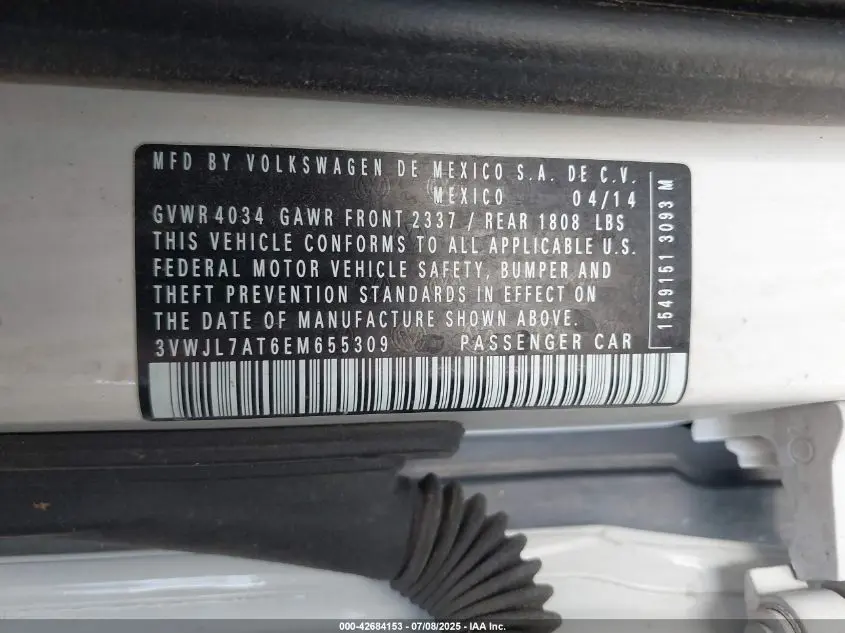 MFD BY VOLKSWAGEN DE MEXICO S.A. DE C.V.
MEXICO 04/14
GVWR 4034 GAWR FRONT 2337 / REAR 1808 LBS
THIS VEHICLE CONFORMS TO ALL APPLICABLE U.S.
FEDERAL MOTOR VEHICLE SAFETY, BUMPER AND
THEFT PREVENTION STANDARDS IN EFFECT ON
THE DATE OF MANUFACTURE SHOWN ABOVE.
3VWJL7AT6EM655309 PASSENGER CAR
1649151 3093 M
000-42684153 - 07/08/2025 - © IAA, Inc.